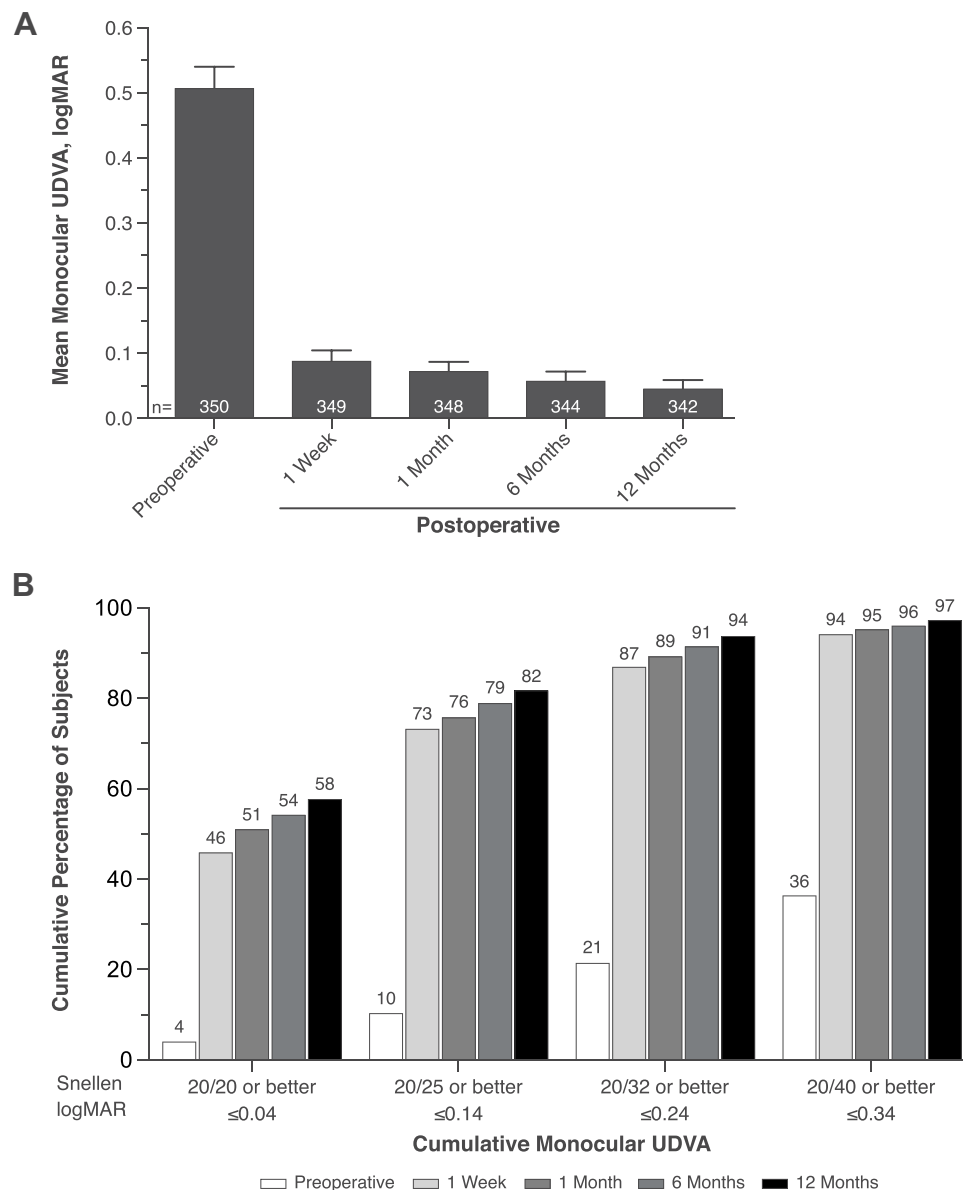 A
Mean Monocular UDVA, logMAR
0.6
0.5
0.4
0.3
0.2
0.1
0.0
n= 350 349 348 344 342
Preoperative 1 Week 1 Month 6 Months 12 Months
Postoperative
B
Cumulative Percentage of Subjects
100
80
60
40
20
0
4 46 51 54 58
10 73 76 79 82
21 87 89 91 94
36 94 95 96 97
Snellen 20/20 or better 20/25 or better 20/32 or better 20/40 or better
logMAR ≤0.04 ≤0.14 ≤0.24 ≤0.34
Cumulative Monocular UDVA
Preoperative 1 Week 1 Month 6 Months 12 Months